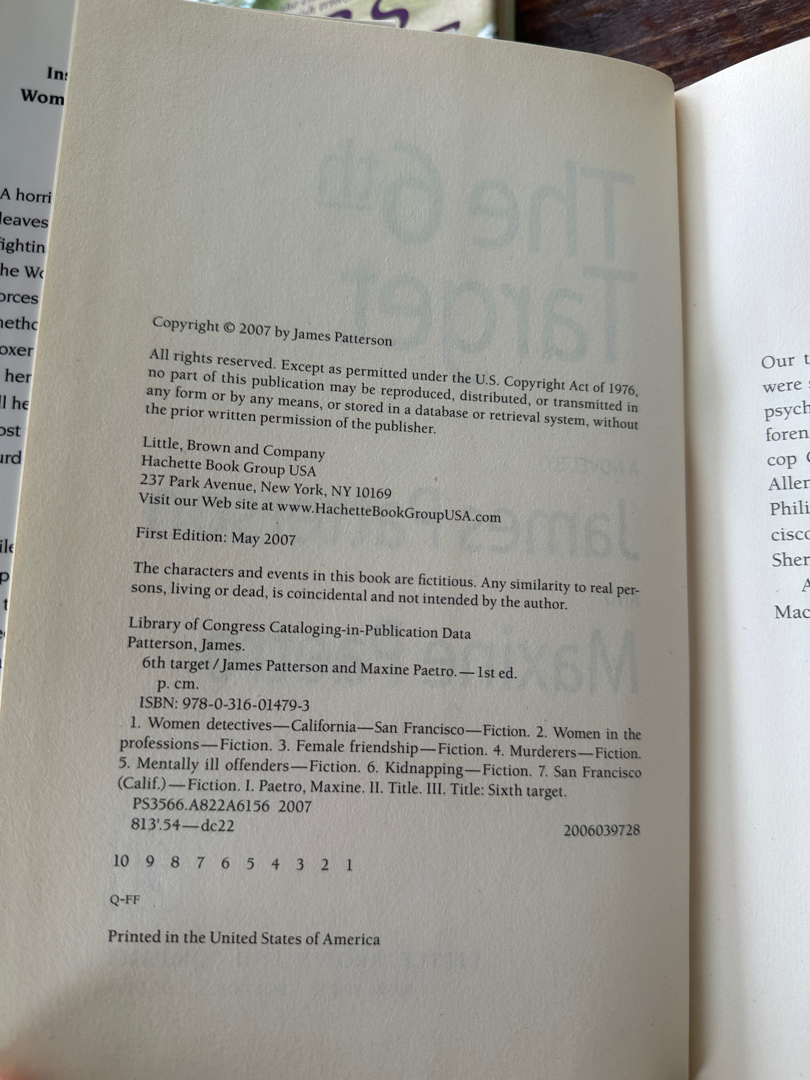 Ins
Wom
A horri
leaves
fightin
he Wo
orces
netho
oxer
her
ll he
ost
urd
The 6th
Target
James
Maxine
Copyright © 2007 by James Patterson
All rights reserved. Except as permitted under the U.S. Copyright Act of 1976,
no part of this publication may be reproduced, distributed, or transmitted in
any form or by any means, or stored in a database or retrieval system, without
the prior written permission of the publisher.
Little, Brown and Company
Hachette Book Group USA
237 Park Avenue, New York, NY 10169
Visit our Web site at www.HachetteBookGroupUSA.com
First Edition: May 2007
The characters and events in this book are fictitious. Any similarity to real per-
sons, living or dead, is coincidental and not intended by the author.
Library of Congress Cataloging-in-Publication Data
Patterson, James.
6th target / James Patterson and Maxine Paetro. — 1st ed.
p. cm.
ISBN: 978-0-316-01479-3
1. Women detectives—California—San Francisco—Fiction. 2. Women in the
professions—Fiction. 3. Female friendship—Fiction. 4. Murderers—Fiction.
5. Mentally ill offenders—Fiction. 6. Kidnapping—Fiction. 7. San Francisco
(Calif.)—Fiction. I. Paetro, Maxine. II. Title. III. Title: Sixth target.
PS3566.A822A6156 2007
813'.54—dc22 2006039728
10 9 8 7 6 5 4 3 2 1
Q-FF
Printed in the United States of America
Our t
were
psych
foren
cop
Aller
Phili
cisco
Sher
A
Mac